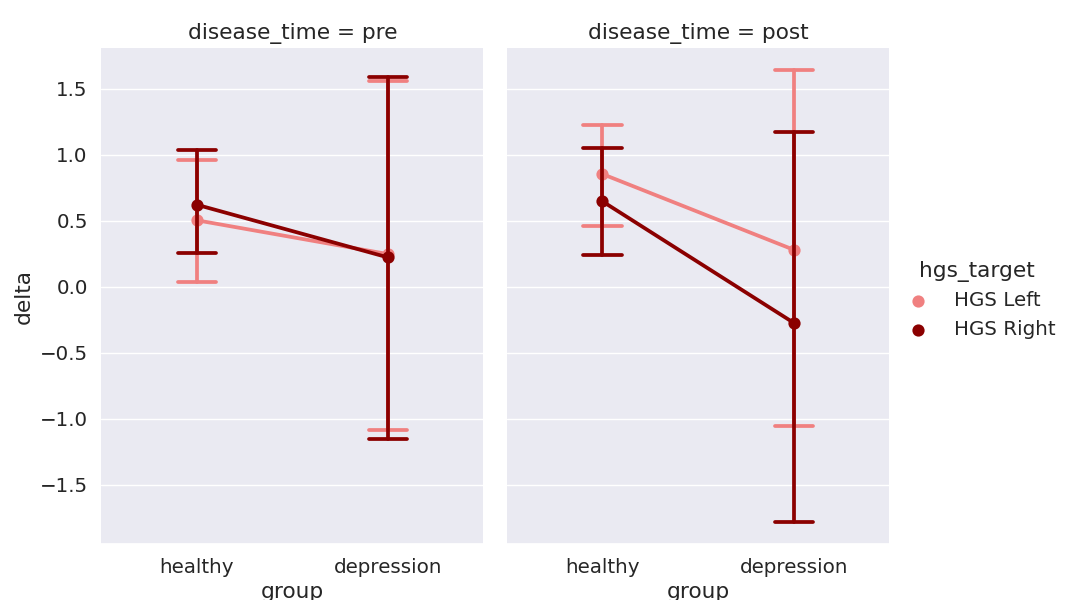 disease_time = pre
disease_time = post
1.5
1.0
0.5
0.0
−0.5
−1.0
−1.5
delta
healthy
depression
group
healthy
depression
group
hgs_target
HGS Left
HGS Right